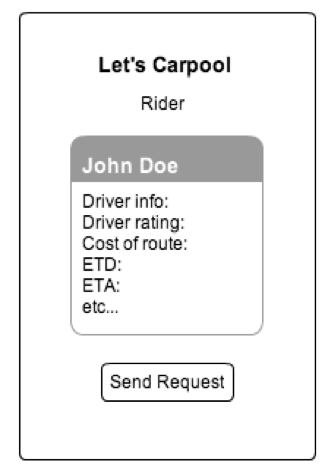 Let's Carpool
Rider
John Doe
Driver info:
Driver rating:
Cost of route:
ETD:
ETA:
etc...
Send Request